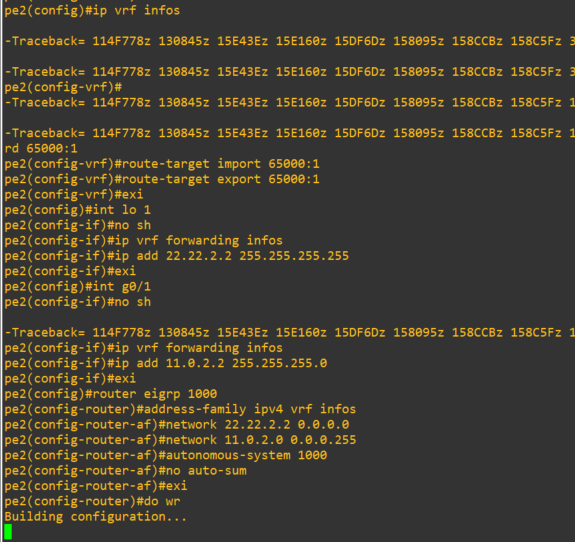 pe2(config)#ip vrf infos
-Traceback= 114F778z 130845z 15E43Ez 15E160z 15DF6Dz 158095z 158CCBz 158C5Fz 3
-Traceback= 114F778z 130845z 15E43Ez 15E160z 15DF6Dz 158095z 158CCBz 158C5Fz 3
pe2(config-vrf)#
-Traceback= 114F778z 130845z 15E43Ez 15E160z 15DF6Dz 158095z 158CCBz 158C5Fz 1
-Traceback= 114F778z 130845z 15E43Ez 15E160z 15DF6Dz 158095z 158CCBz 158C5Fz 1
rd 65000:1
pe2(config-vrf)#route-target import 65000:1
pe2(config-vrf)#route-target export 65000:1
pe2(config-vrf)#exi
pe2(config)#int lo 1
pe2(config-if)#no sh
pe2(config-if)#ip vrf forwarding infos
pe2(config-if)#ip add 22.22.2.2 255.255.255.255
pe2(config-if)#exi
pe2(config)#int g0/1
pe2(config-if)#no sh
-Traceback= 114F778z 130845z 15E43Ez 15E160z 15DF6Dz 158095z 158CCBz 158C5Fz 1
pe2(config-if)#ip vrf forwarding infos
pe2(config-if)#ip add 11.0.2.2 255.255.255.0
pe2(config-if)#exi
pe2(config)#router eigrp 1000
pe2(config-router)#address-family ipv4 vrf infos
pe2(config-router-af)#network 22.22.2.2 0.0.0.0
pe2(config-router-af)#network 11.0.2.0 0.0.0.255
pe2(config-router-af)#autonomous-system 1000
pe2(config-router-af)#no auto-sum
pe2(config-router-af)#exi
pe2(config-router)#do wr
Building configuration...